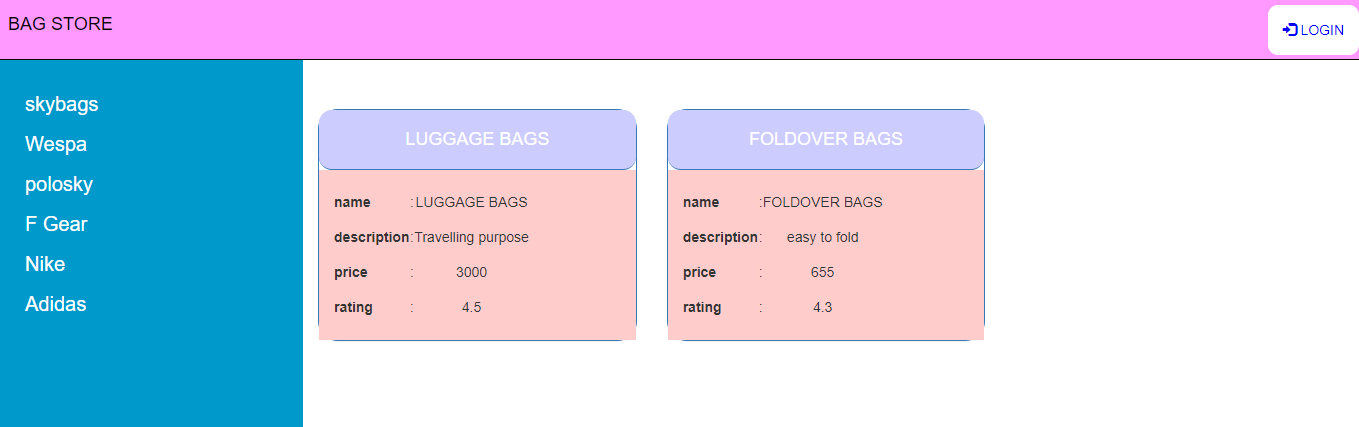 BAG STORE
LOGIN
skybags
Wespa
polosky
F Gear
Nike
Adidas
LUGGAGE BAGS
name :LUGGAGE BAGS
description:Travelling purpose
price : 3000
rating : 4.5
FOLDOVER BAGS
name :FOLDOVER BAGS
description: easy to fold
price : 655
rating : 4.3